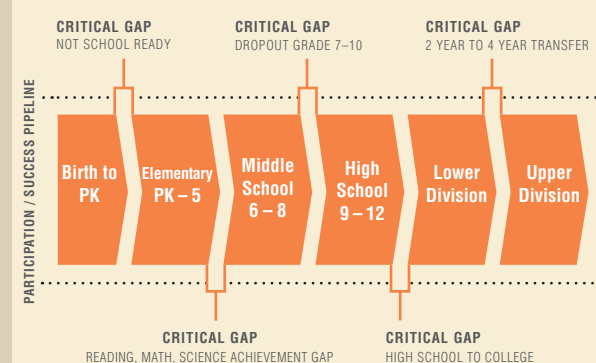 CRITICAL GAP
NOT SCHOOL READY
CRITICAL GAP
DROPOUT GRADE 7–10
CRITICAL GAP
2 YEAR TO 4 YEAR TRANSFER
PARTICIPATION / SUCCESS PIPELINE
Birth to
PK
Elementary
PK – 5
Middle
School
6 – 8
High
School
9 – 12
Lower
Division
Upper
Division
CRITICAL GAP
READING, MATH, SCIENCE ACHIEVEMENT GAP
CRITICAL GAP
HIGH SCHOOL TO COLLEGE